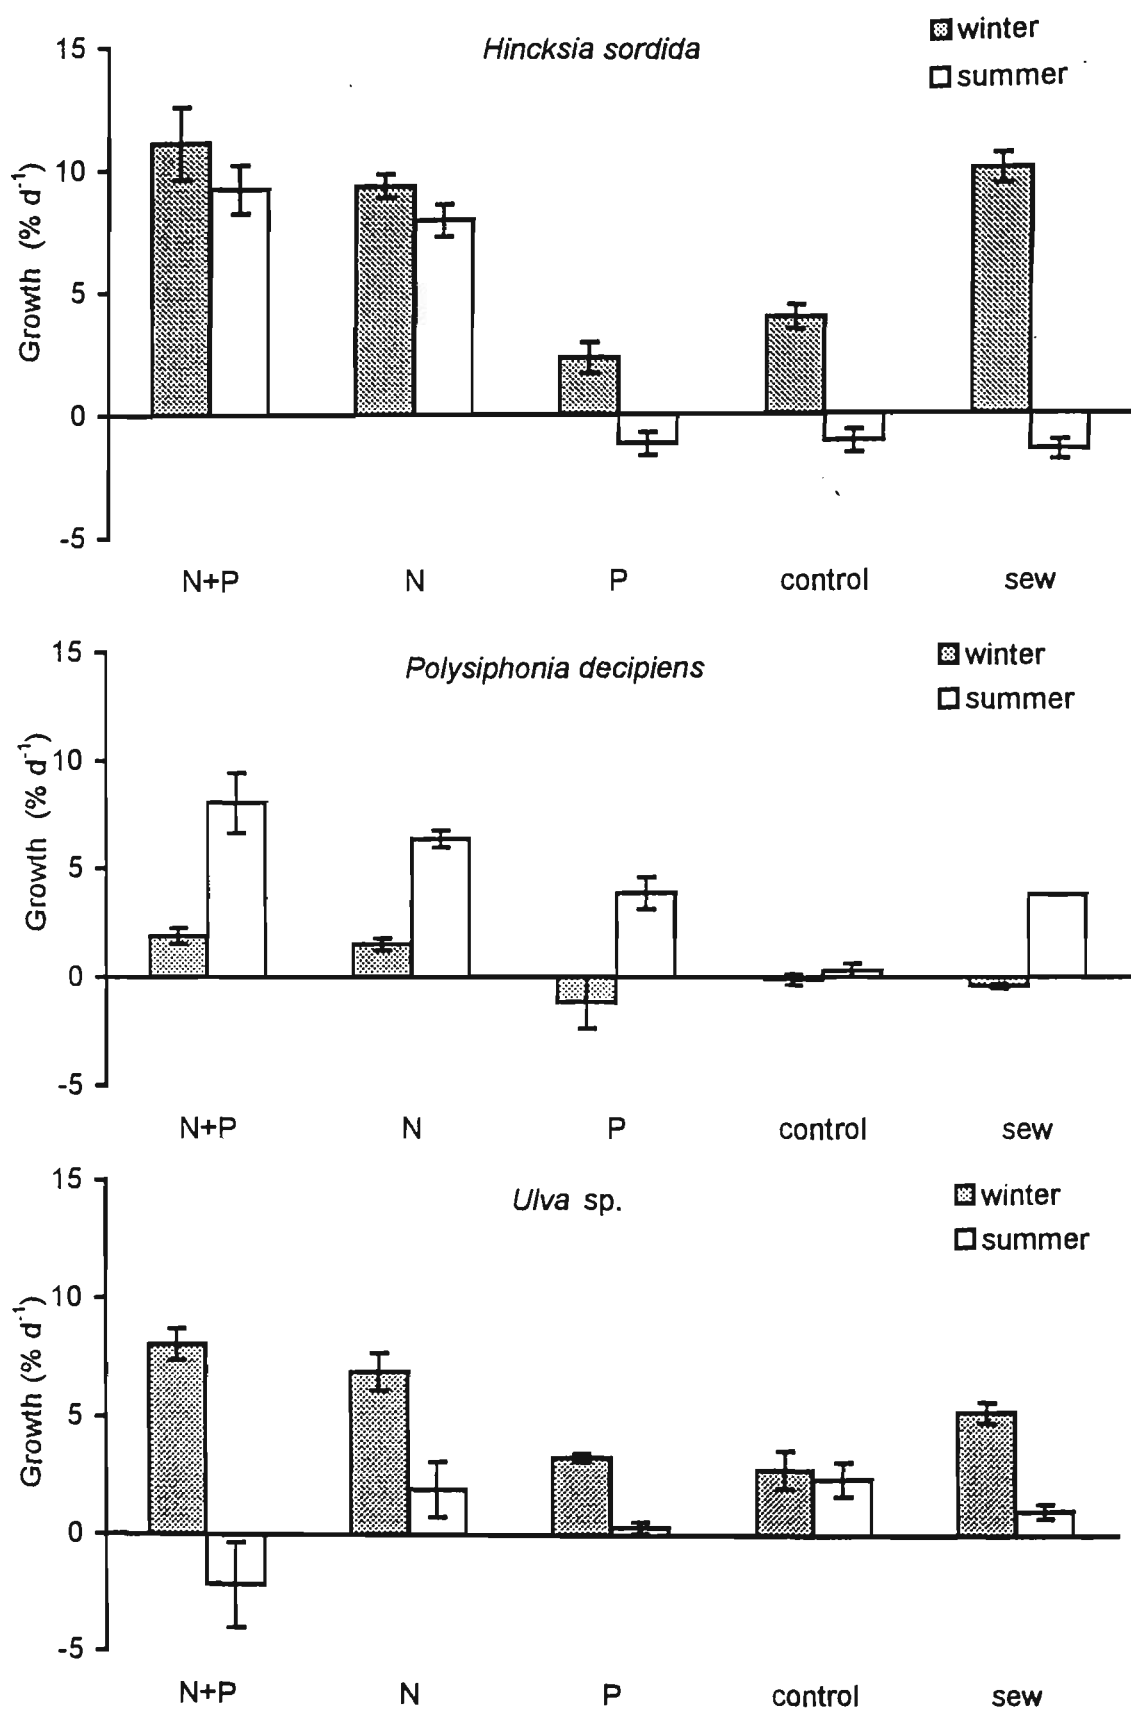 Hincksia sordida
winter
summer
15
10
5
0
-5
Growth (% d⁻¹)
N+P N P control sew
Polysiphonia decipiens
winter
summer
15
10
5
0
-5
Growth (% d⁻¹)
N+P N P control sew
Ulva sp.
winter
summer
15
10
5
0
-5
Growth (% d⁻¹)
N+P N P control sew